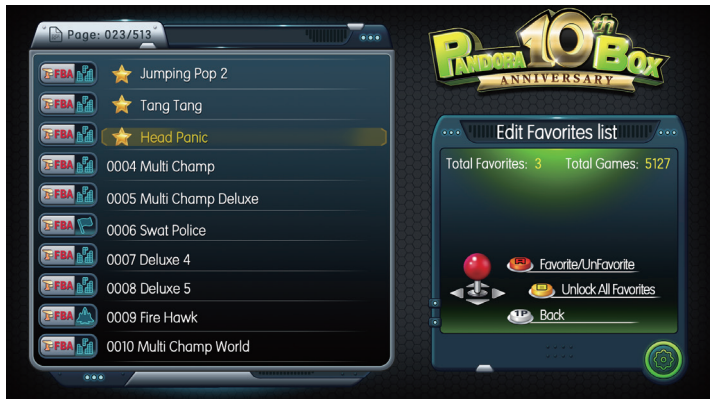 Page: 023/513
FBA Jumping Pop 2
FBA Tang Tang
FBA Head Panic
FBA 0004 Multi Champ
FBA 0005 Multi Champ Deluxe
FBA 0006 Swat Police
FBA 0007 Deluxe 4
FBA 0008 Deluxe 5
FBA 0009 Fire Hawk
FBA 0010 Multi Champ World
PANDORA 10th BOX
ANNIVERSARY
Edit Favorites list
Total Favorites: 3 Total Games: 5127
Favorite/UnFavorite
Unlock All Favorites
1P Back